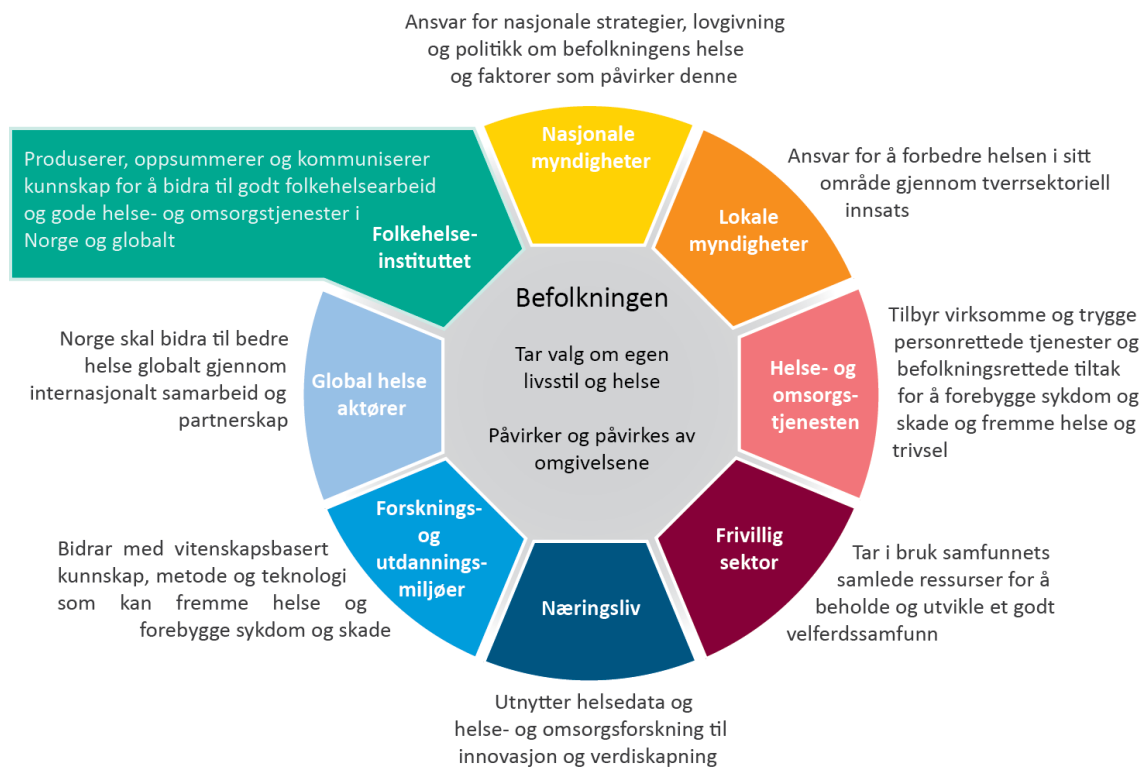 Ansvar for nasjonale strategier, lovgivning
og politikk om befolkningens helse
og faktorer som påvirker denne
Nasjonale
myndigheter
Produserer, oppsummerer og kommuniserer
kunnskap for å bidra til godt folkehelsearbeid
og gode helse- og omsorgstjenester i
Norge og globalt
Folkehelse-
instituttet
Ansvar for å forbedre helsen i sitt
område gjennom tverrsektoriell
innsats
Lokale
myndigheter
Befolkningen
Tar valg om egen
livsstil og helse
Påvirker og påvirkes av
omgivelsene
Norge skal bidra til bedre
helse globalt gjennom
internasjonalt samarbeid og
partnerskap
Global helse
aktører
Helse- og
omsorgs-
tjenesten
Tilbyr virksomme og trygge
personrettede tjenester og
befolkningsrettede tiltak
for å forebygge sykdom og
skade og fremme helse og
trivsel
Bidrar med vitenskapsbasert
kunnskap, metode og teknologi
som kan fremme helse og
forebygge sykdom og skade
Forsknings-
og
utdannings-
miljøer
Frivillig
sektor
Tar i bruk samfunnets
samlede ressurser for å
beholde og utvikle et godt
velferdssamfunn
Næringsliv
Utnytter helsedata og
helse- og omsorgsforskning til
innovasjon og verdiskapning